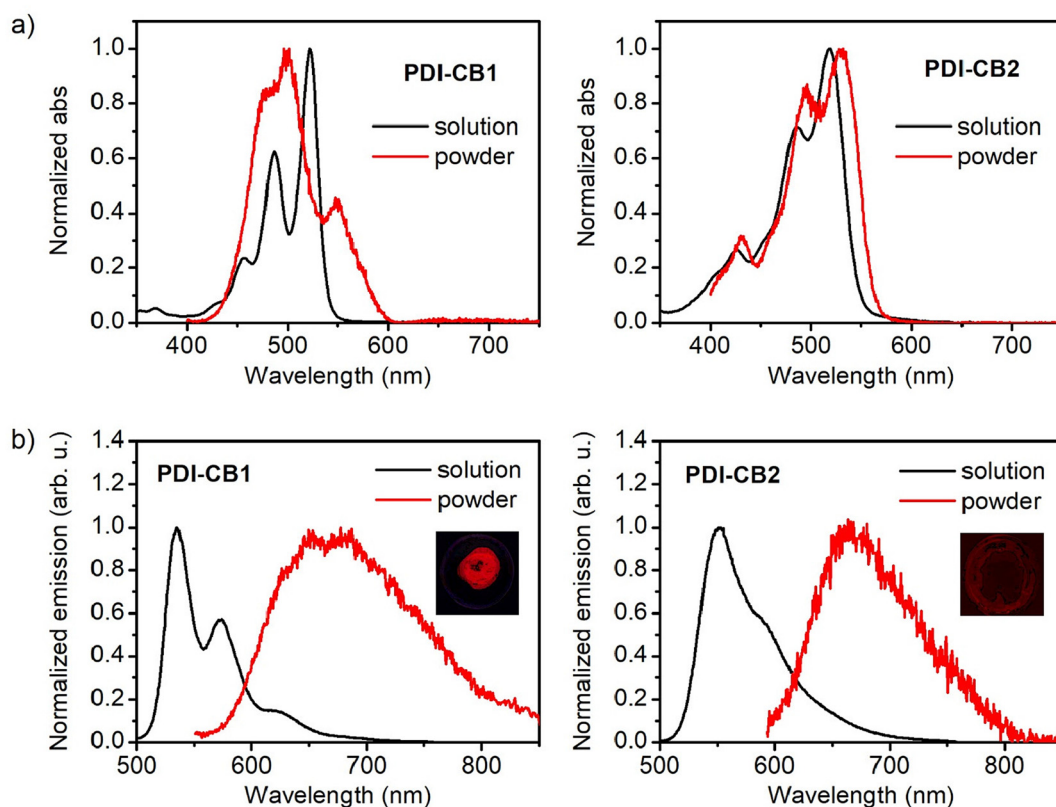 a)
PDI-CB1
solution
powder
Normalized abs
1.0
0.8
0.6
0.4
0.2
0.0
400 500 600 700
Wavelength (nm)
PDI-CB2
solution
powder
Normalized abs
1.0
0.8
0.6
0.4
0.2
0.0
400 500 600 700
Wavelength (nm)
b)
PDI-CB1
solution
powder
Normalized emission (arb. u.)
1.4
1.2
1.0
0.8
0.6
0.4
0.2
0.0
500 600 700 800
Wavelength (nm)
PDI-CB2
solution
powder
Normalized emission (arb. u.)
1.4
1.2
1.0
0.8
0.6
0.4
0.2
0.0
500 600 700 800
Wavelength (nm)